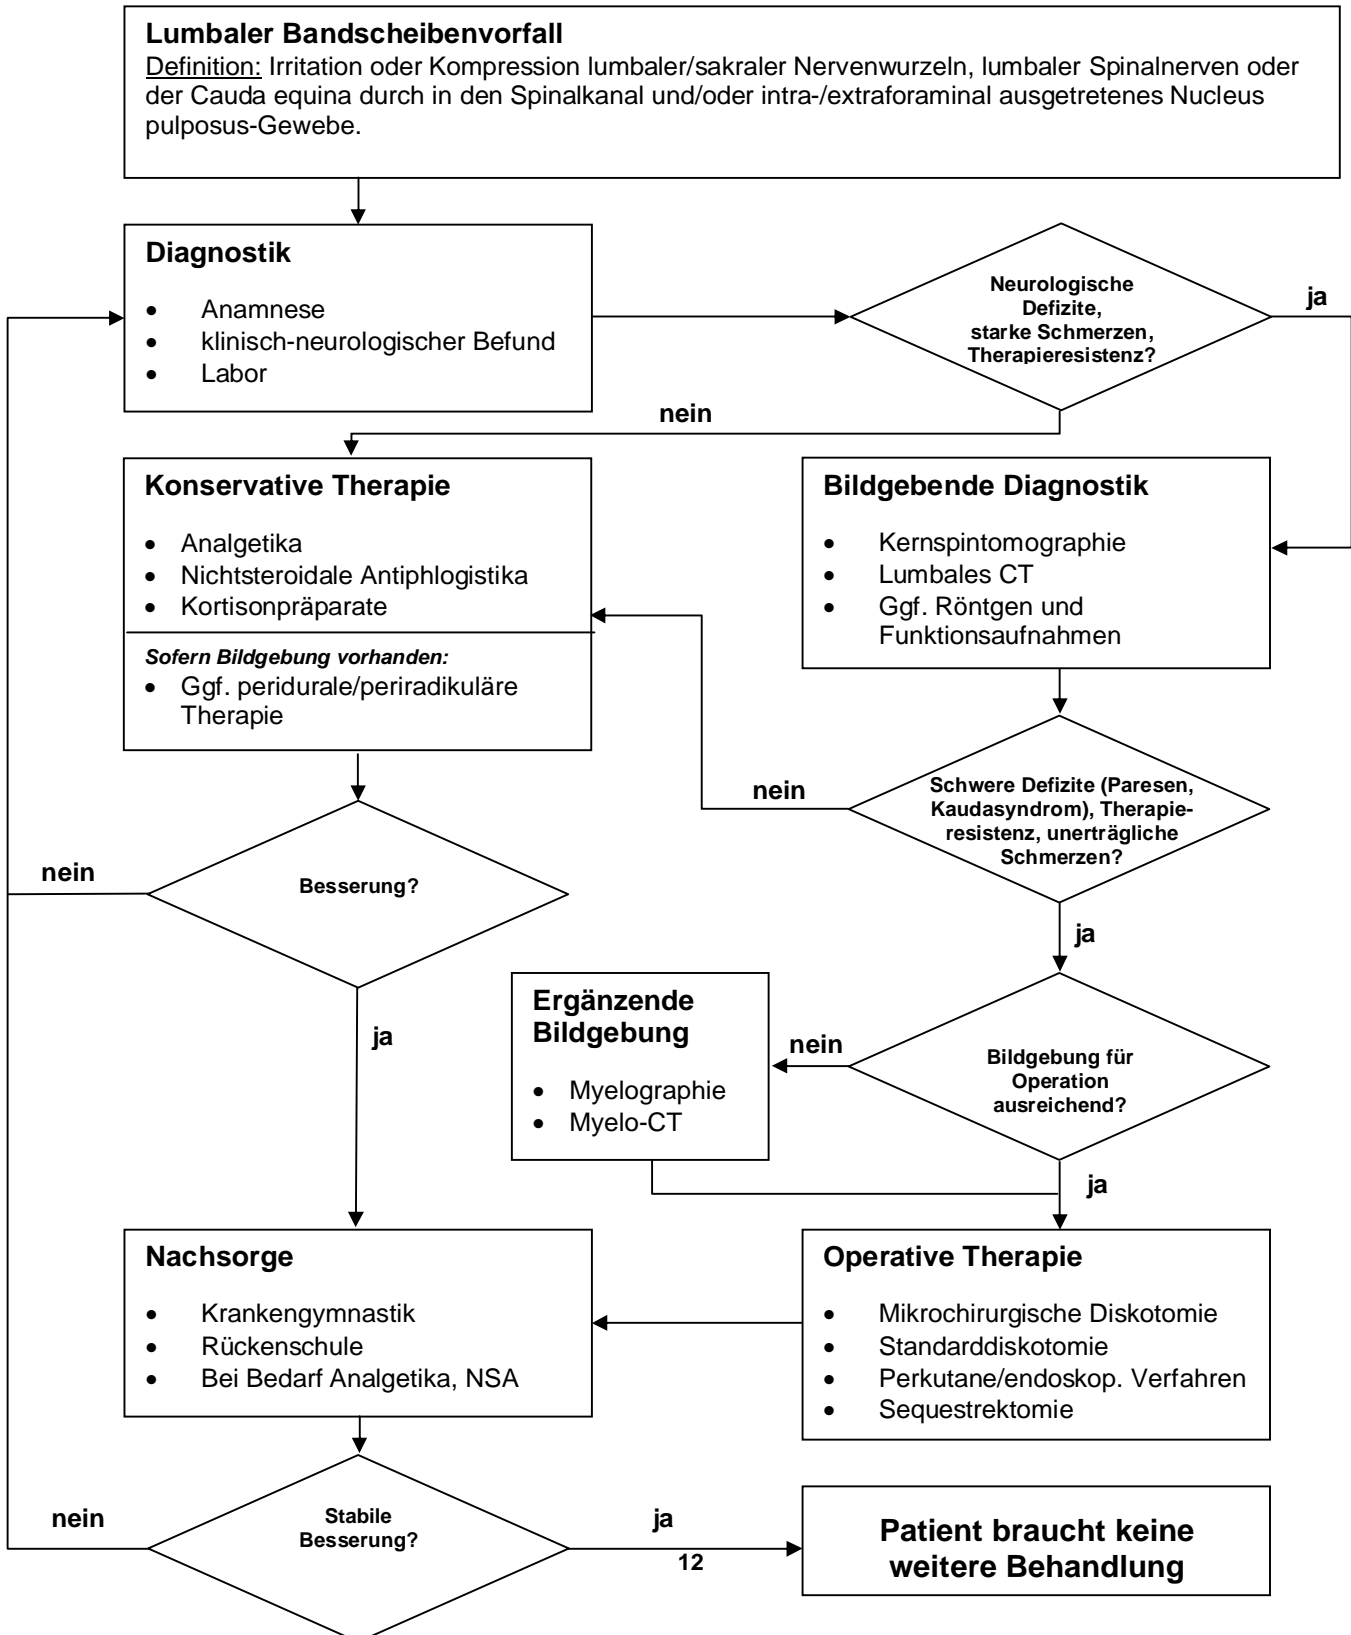 Lumbaler Bandscheibenvorfall
Definition: Irritation oder Kompression lumbaler/sakraler Nervenwurzeln, lumbaler Spinalnerven oder
der Cauda equina durch in den Spinalkanal und/oder intra-/extraforaminal ausgetretenes Nucleus
pulposus-Gewebe.
Diagnostik
• Anamnese
• klinisch-neurologischer Befund
• Labor
Neurologische
Defizite,
starke Schmerzen,
Therapieresistenz?
ja
nein
Konservative Therapie
• Analgetika
• Nichtsteroidale Antiphlogistika
• Kortisonpräparate
Sofern Bildgebung vorhanden:
• Ggf. peridurale/periradikuläre
Therapie
Bildgebende Diagnostik
• Kernspintomographie
• Lumbales CT
• Ggf. Röntgen und
Funktionsaufnahmen
nein
Schwere Defizite (Paresen,
Kaudasyndrom), Therapie-
resistenz, unerträgliche
Schmerzen?
nein
Besserung?
ja
ja
Ergänzende
Bildgebung
• Myelographie
• Myelo-CT
nein
Bildgebung für
Operation
ausreichend?
ja
Nachsorge
• Krankengymnastik
• Rückenschule
• Bei Bedarf Analgetika, NSA
Operative Therapie
• Mikrochirurgische Diskotomie
• Standarddiskotomie
• Perkutane/endoskop. Verfahren
• Sequestrektomie
nein
Stabile
Besserung?
ja
12
Patient braucht keine
weitere Behandlung